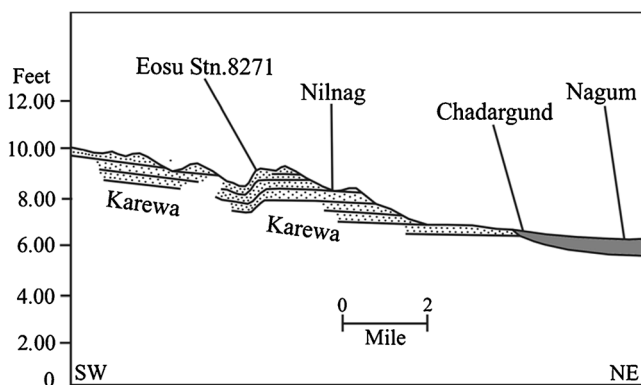 Eosu Stn.8271
Nilnag
Nagum
Feet
Chadargund
12.00
10.00
8.00
6.00
4.00
2.00
0
Karewa
Karewa
0 2
Mile
SW
NE